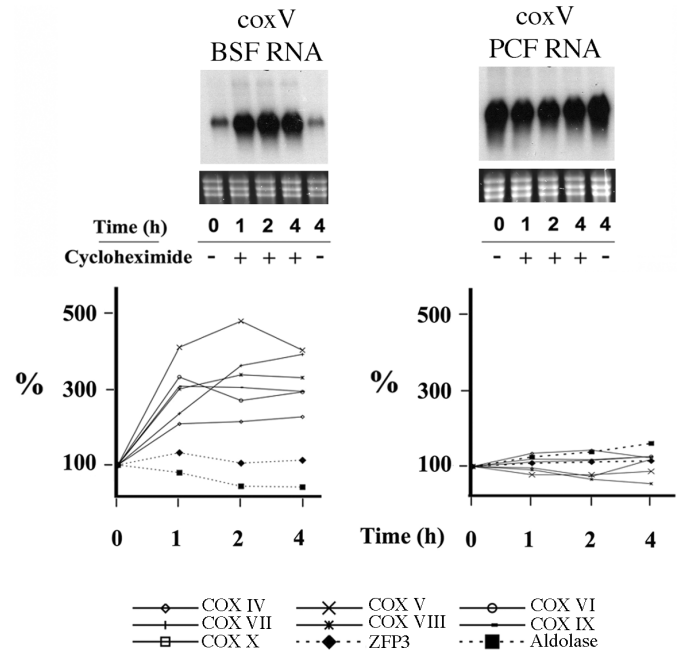 coxV coxV
BSF RNA PCF RNA
Time (h) 0 1 2 4 4 0 1 2 4 4
Cycloheximide - + + + - - + + + -
500 500
% 300 % 300
100 100
0 1 2 4 Time (h) 0 1 2 4
COX IV COX V COX VI
COX VII COX VIII COX IX
COX X ZFP3 Aldolase